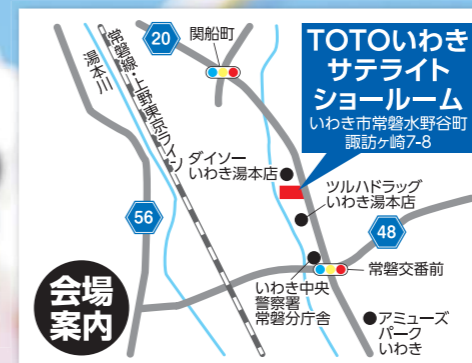 20
関船町
湯本川
常磐線・上野東京ライン
TOTOいわき
サテライト
ショールーム
いわき市常磐水野谷町
諏訪ヶ崎7-8
ダイソー
いわき湯本店
ツルハドラッグ
いわき湯本店
56
48
常磐交番前
いわき中央
警察署
常磐分庁舎
アミューズ
パーク
いわき
会場
案内